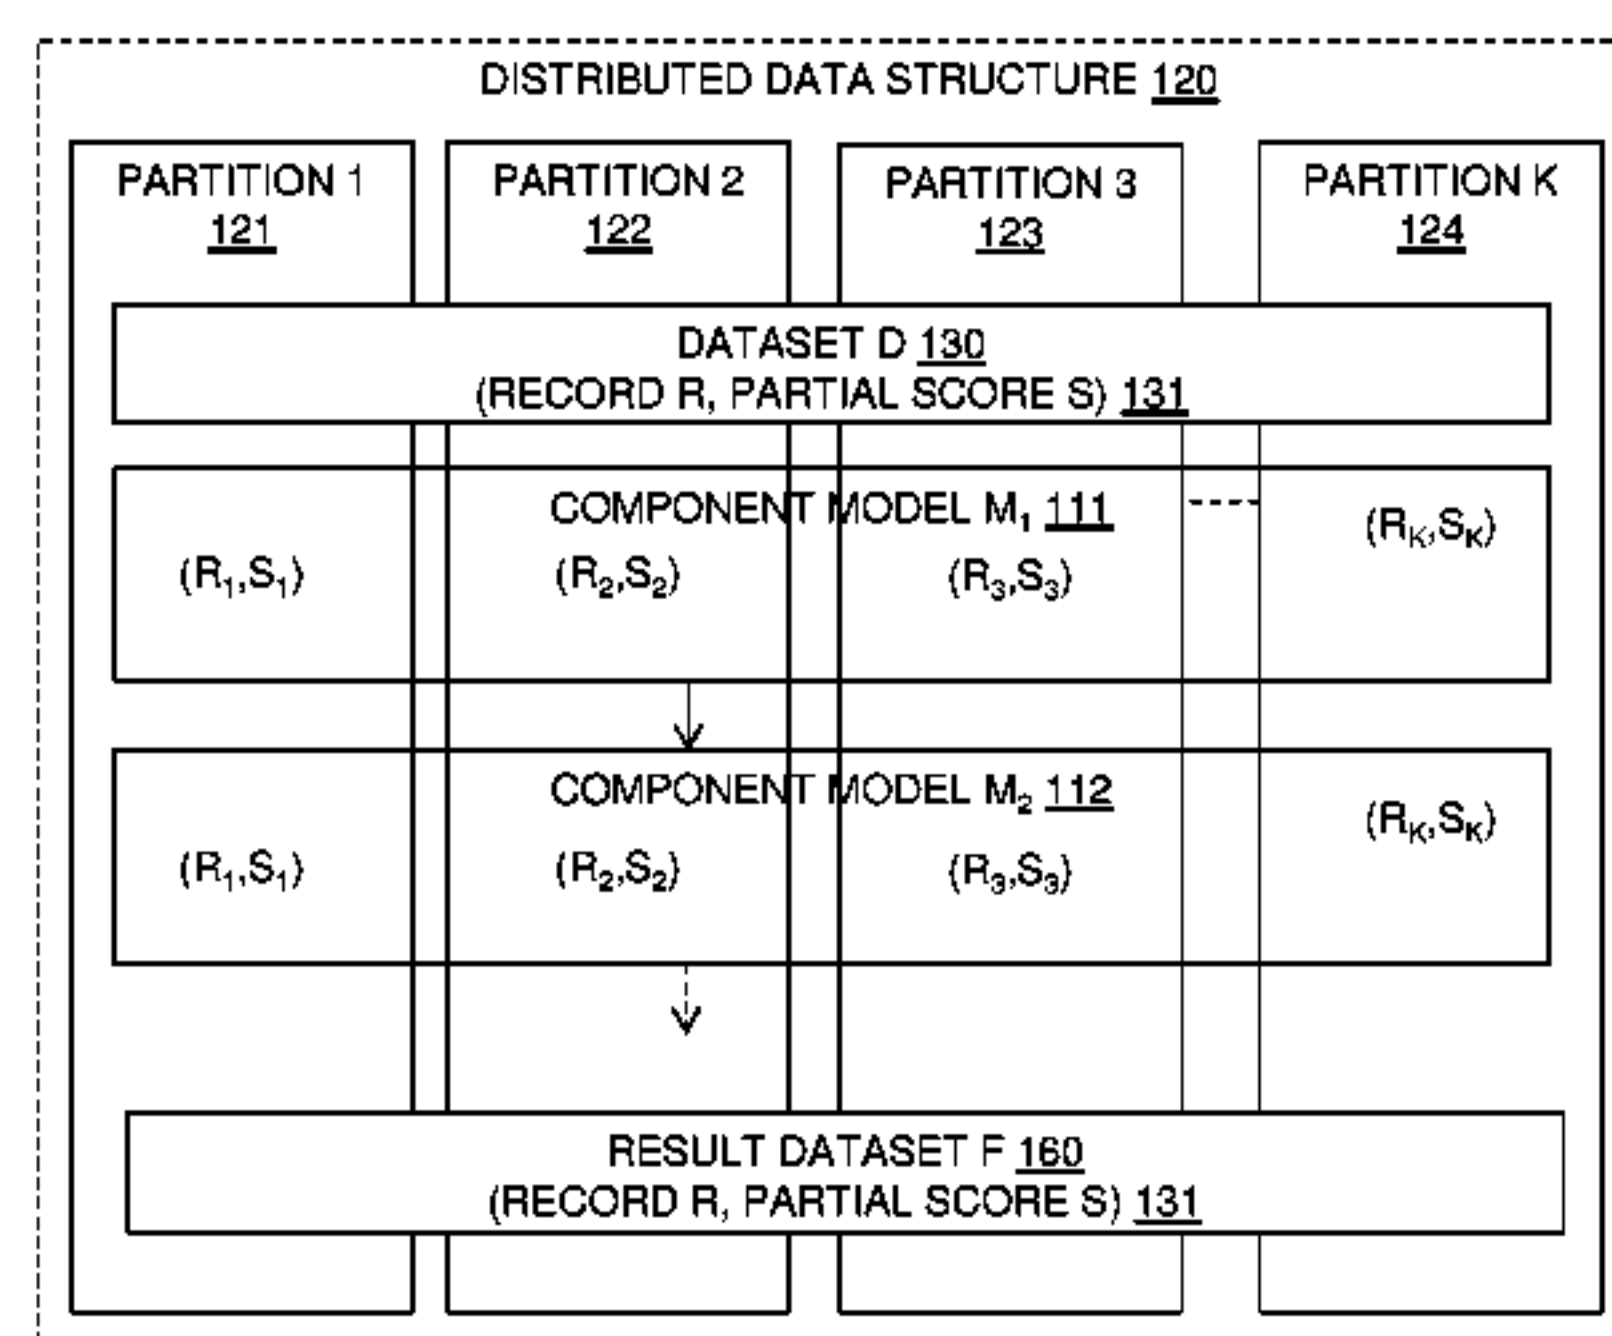 DISTRIBUTED DATA STRUCTURE 120
PARTITION 1
121
PARTITION 2
122
PARTITION 3
123
PARTITION K
124
DATASET D 130
(RECORD R, PARTIAL SCORE S) 131
COMPONENT MODEL M₁ 111
(R₁,S₁) (R₂,S₂) (R₃,S₃) (Rₖ,Sₖ)
COMPONENT MODEL M₂ 112
(R₁,S₁) (R₂,S₂) (R₃,S₃) (Rₖ,Sₖ)
RESULT DATASET F 160
(RECORD R, PARTIAL SCORE S) 131